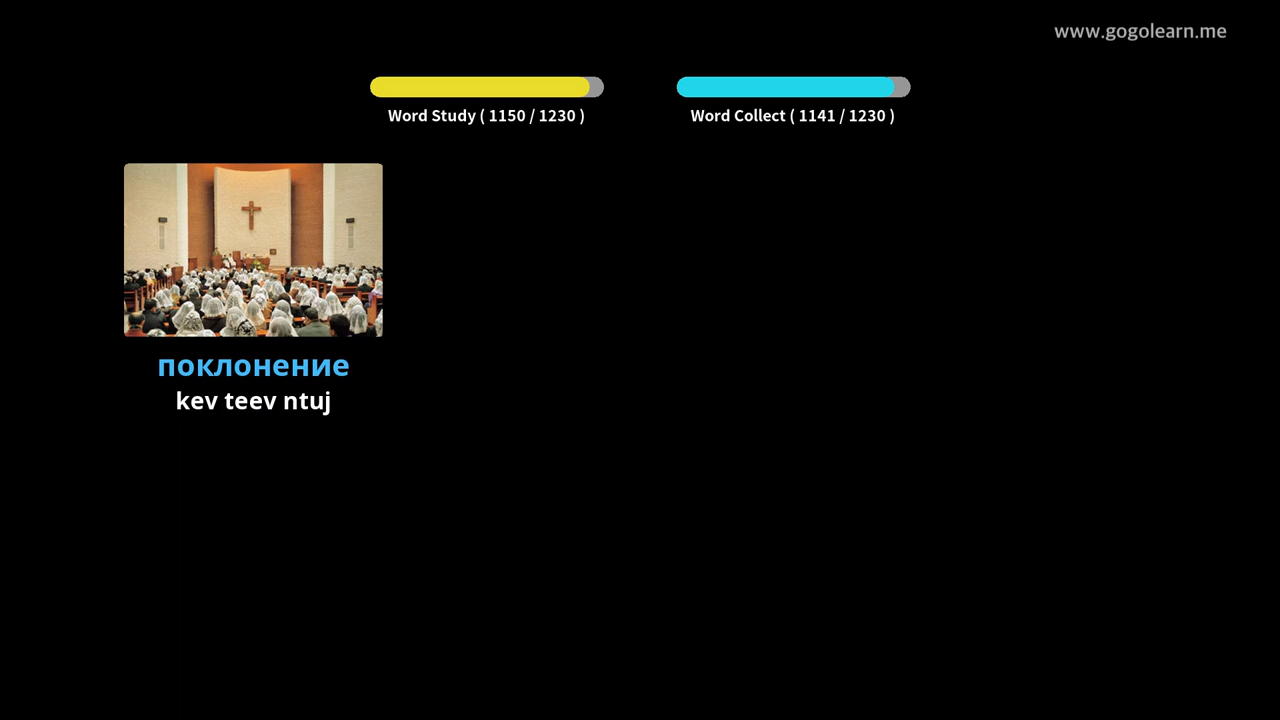 www.gogolearn.me
Word Study ( 1150 / 1230 )
Word Collect ( 1141 / 1230 )
поклонение
kev teev ntuj